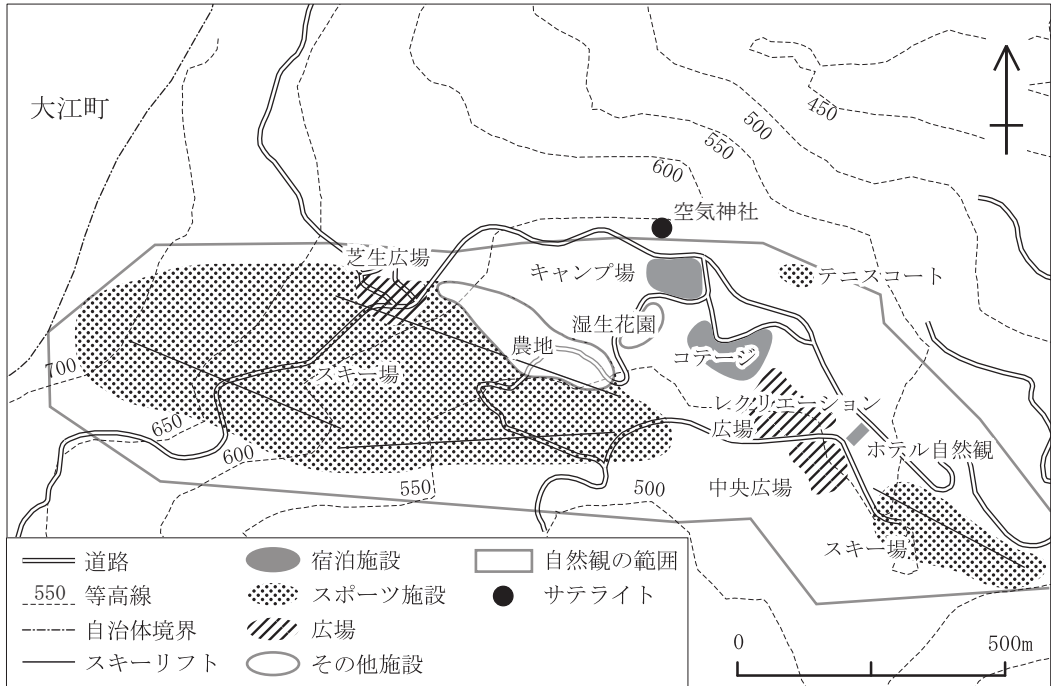 大江町
450
500
550
600
空気神社
芝生広場
キャンプ場
テニスコート
湿生花園
農地
コテージ
スキー場
700
レクリエーション
広場
650
ホテル自然観
600
550
500
中央広場
スキー場
道路
宿泊施設
自然観の範囲
550
等高線
スポーツ施設
サテライト
自治体境界
広場
スキーリフト
その他施設
0
500m